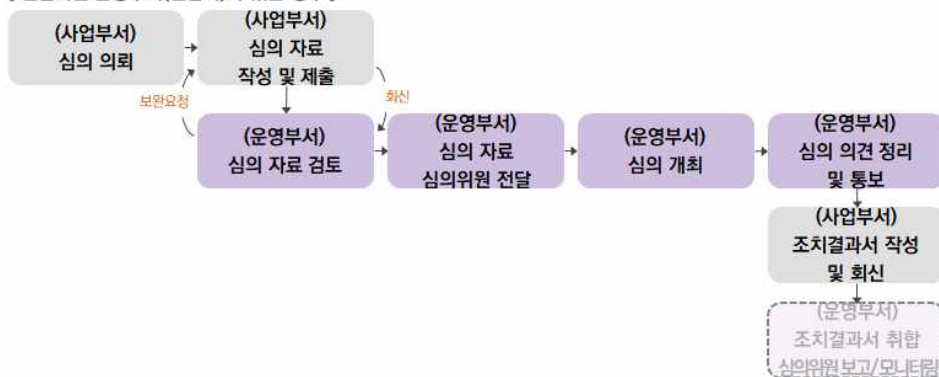 (사업부서)
심의 의뢰
(사업부서)
심의 자료
작성 및 제출
보완요청
회신
(운영부서)
심의 자료 검토
(운영부서)
심의 자료
심의위원 전달
(운영부서)
심의 개최
(운영부서)
심의 의견 정리
및 통보
(사업부서)
조치결과서 작성
및 회신
(운영부서)
조치결과서 취합
심의위원 보고/모니터링